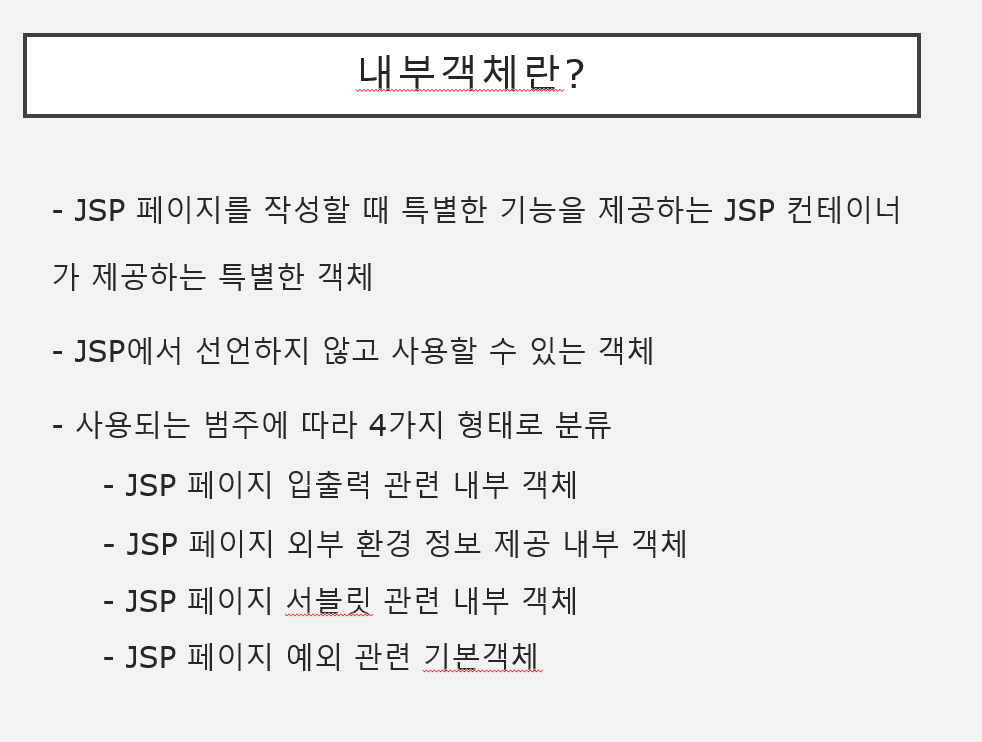 내부객체란?
- JSP 페이지를 작성할 때 특별한 기능을 제공하는 JSP 컨테이너
가 제공하는 특별한 객체
- JSP에서 선언하지 않고 사용할 수 있는 객체
- 사용되는 범주에 따라 4가지 형태로 분류
- JSP 페이지 입출력 관련 내부 객체
- JSP 페이지 외부 환경 정보 제공 내부 객체
- JSP 페이지 서블릿 관련 내부 객체
- JSP 페이지 예외 관련 기본객체